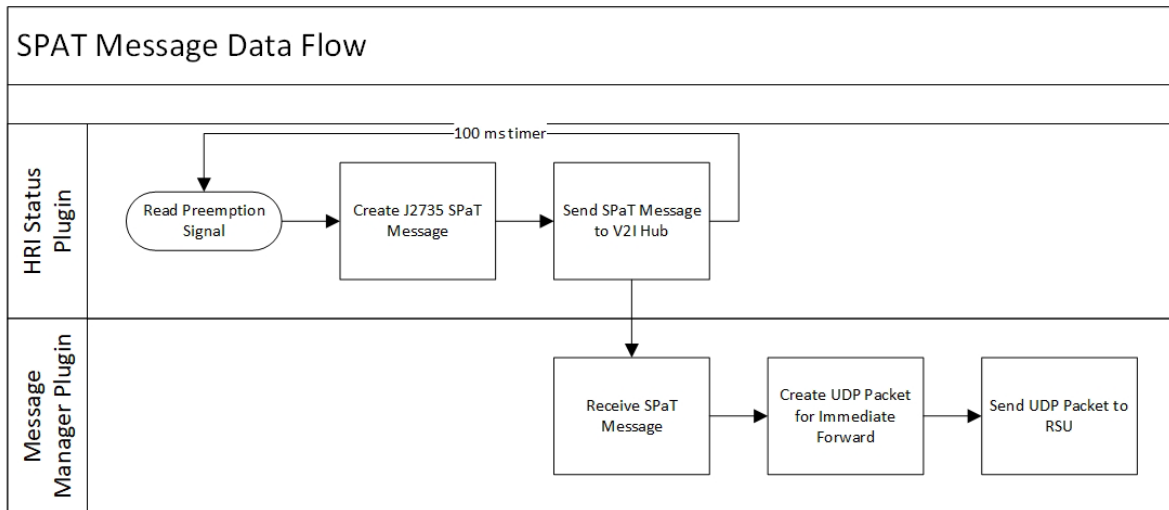 SPAT Message Data Flow
HRI Status
Plugin
100 ms timer
Read Preemption
Signal
Create J2735 SPaT
Message
Send SPaT Message
to V2I Hub
Message
Manager Plugin
Receive SPaT
Message
Create UDP Packet
for Immediate
Forward
Send UDP Packet to
RSU